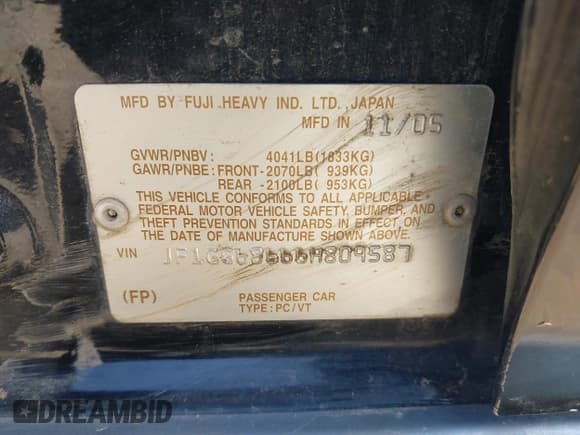 MFD BY FUJI HEAVY IND. LTD., JAPAN
MFD IN 11/05
GVWR/PNBV: 4041LB(1833KG)
GAWR/PNBE: FRONT-2070LB( 939KG)
REAR -2100LB( 953KG)
THIS VEHICLE CONFORMS TO ALL APPLICABLE
FEDERAL MOTOR VEHICLE SAFETY, BUMPER, AND
THEFT PREVENTION STANDARDS IN EFFECT ON
THE DATE OF MANUFACTURE SHOWN ABOVE.
VIN
(FP) PASSENGER CAR
TYPE: PC/VT
DREAMBID